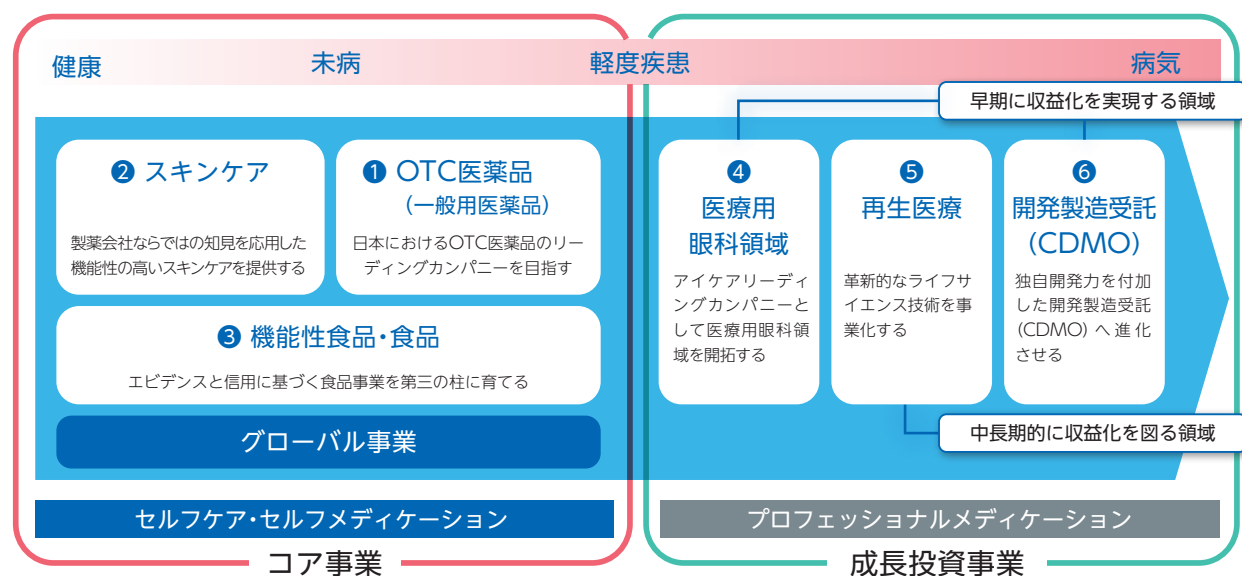 健康 未病 軽度疾患 病気
早期に収益化を実現する領域
❷ スキンケア
製薬会社ならではの知見を応用した
機能性の高いスキンケアを提供する
❶ OTC医薬品
(一般用医薬品)
日本におけるOTC医薬品のリー
ディングカンパニーを目指す
❸ 機能性食品・食品
エビデンスと信用に基づく食品事業を第三の柱に育てる
グローバル事業
❹
医療用
眼科領域
アイケアリーディ
ングカンパニーと
して医療用眼科領
域を開拓する
❺
再生医療
革新的なライフサ
イエンス技術を事
業化する
❻
開発製造受託
(CDMO)
独自開発力を付加
した開発製造受託
(CDMO)へ進化
させる
中長期的に収益化を図る領域
セルフケア・セルフメディケーション
プロフェッショナルメディケーション
コア事業
成長投資事業